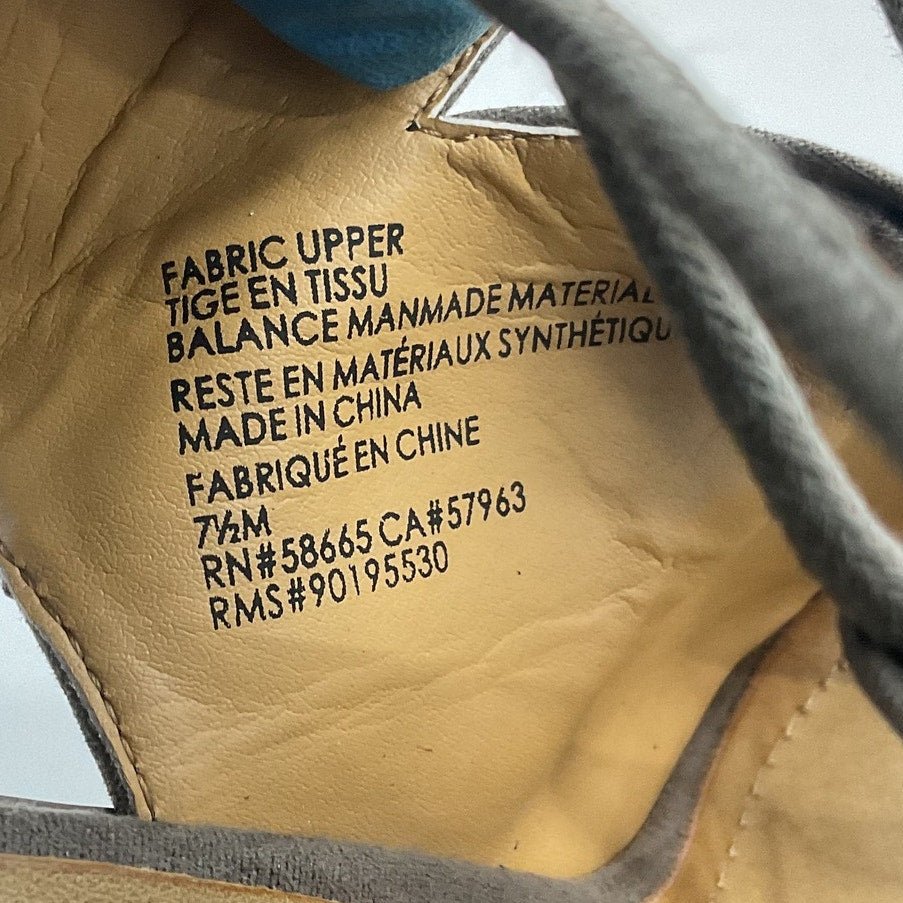 FABRIC UPPER
TIGE EN TISSU
BALANCE MANMADE MATERIAL
RESTE EN MATÉRIAUX SYNTHÉTIQU
MADE IN CHINA
FABRIQUÉ EN CHINE
7½M
RN#58665 CA#57963
RMS#90195530